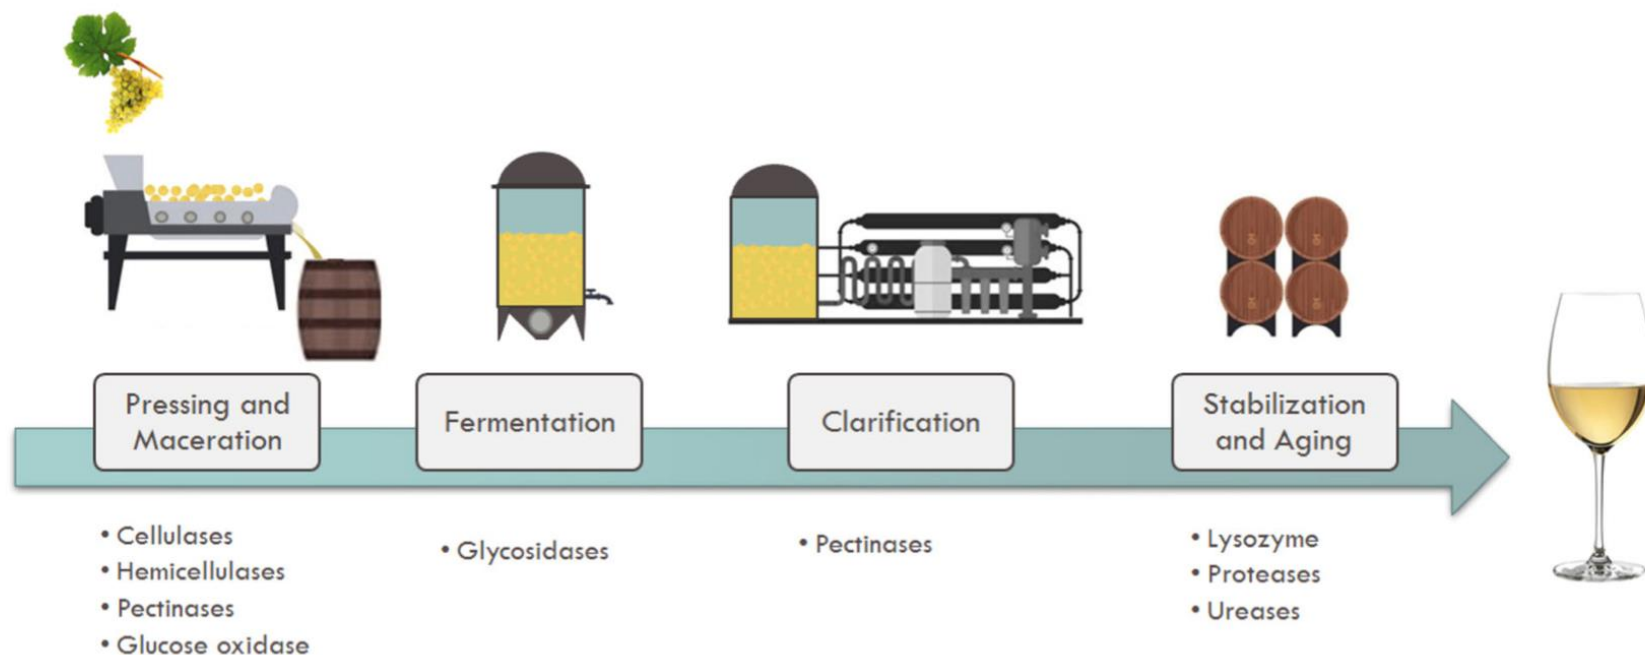 Pressing and
Maceration
Fermentation
Clarification
Stabilization
and Aging
• Cellulases
• Hemicellulases
• Pectinases
• Glucose oxidase
• Glycosidases
• Pectinases
• Lysozyme
• Proteases
• Ureases